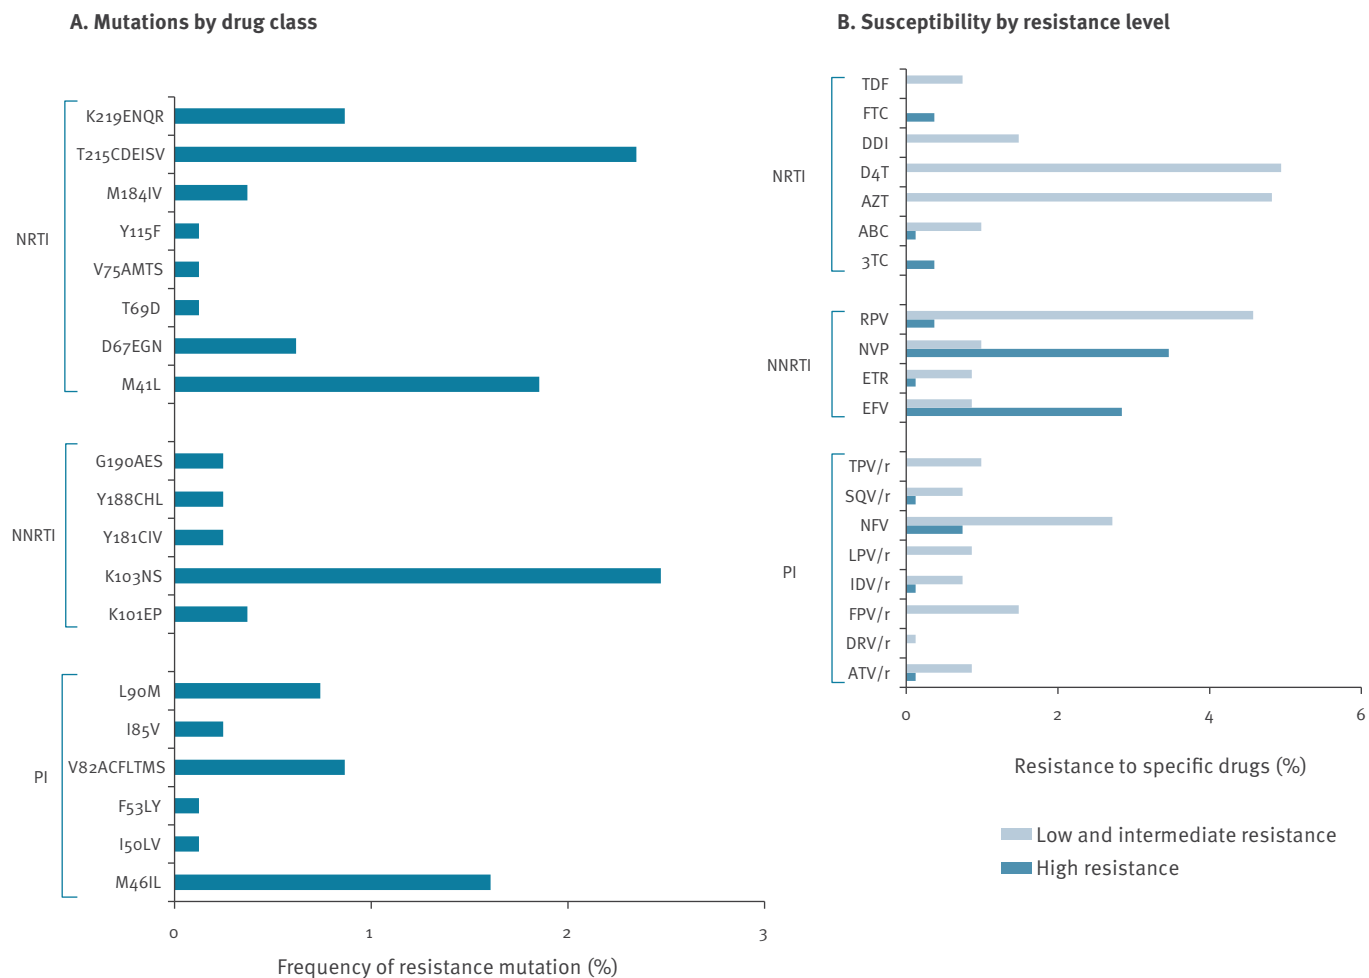 A. Mutations by drug class
NRTI
K219ENQR
T215CDEISV
M184IV
Y115F
V75AMTS
T69D
D67EGN
M41L
NNRTI
G190AES
Y188CHL
Y181CIV
K103NS
K101EP
PI
L90M
I85V
V82ACFLTMS
F53LY
I50LV
M46IL
0 1 2 3
Frequency of resistance mutation (%)
B. Susceptibility by resistance level
NRTI
TDF
FTC
DDI
D4T
AZT
ABC
3TC
NNRTI
RPV
NVP
ETR
EFV
PI
TPV/r
SQV/r
NFV
LPV/r
IDV/r
FPV/r
DRV/r
ATV/r
0 2 4 6
Resistance to specific drugs (%)
Low and intermediate resistance
High resistance